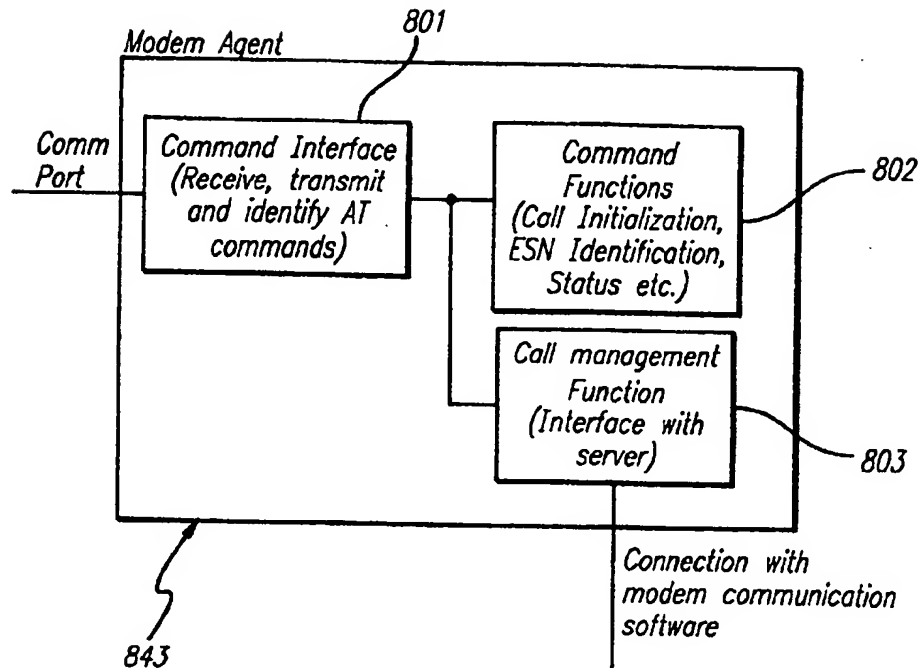 801
Modem Agent
Comm
Port
Command Interface
(Receive, transmit
and identify AT
commands)
Command
Functions
(Call Initialization,
ESN Identification,
Status etc.)
802
Call management
Function
(Interface with
server)
803
Connection with
modem communication
software
843